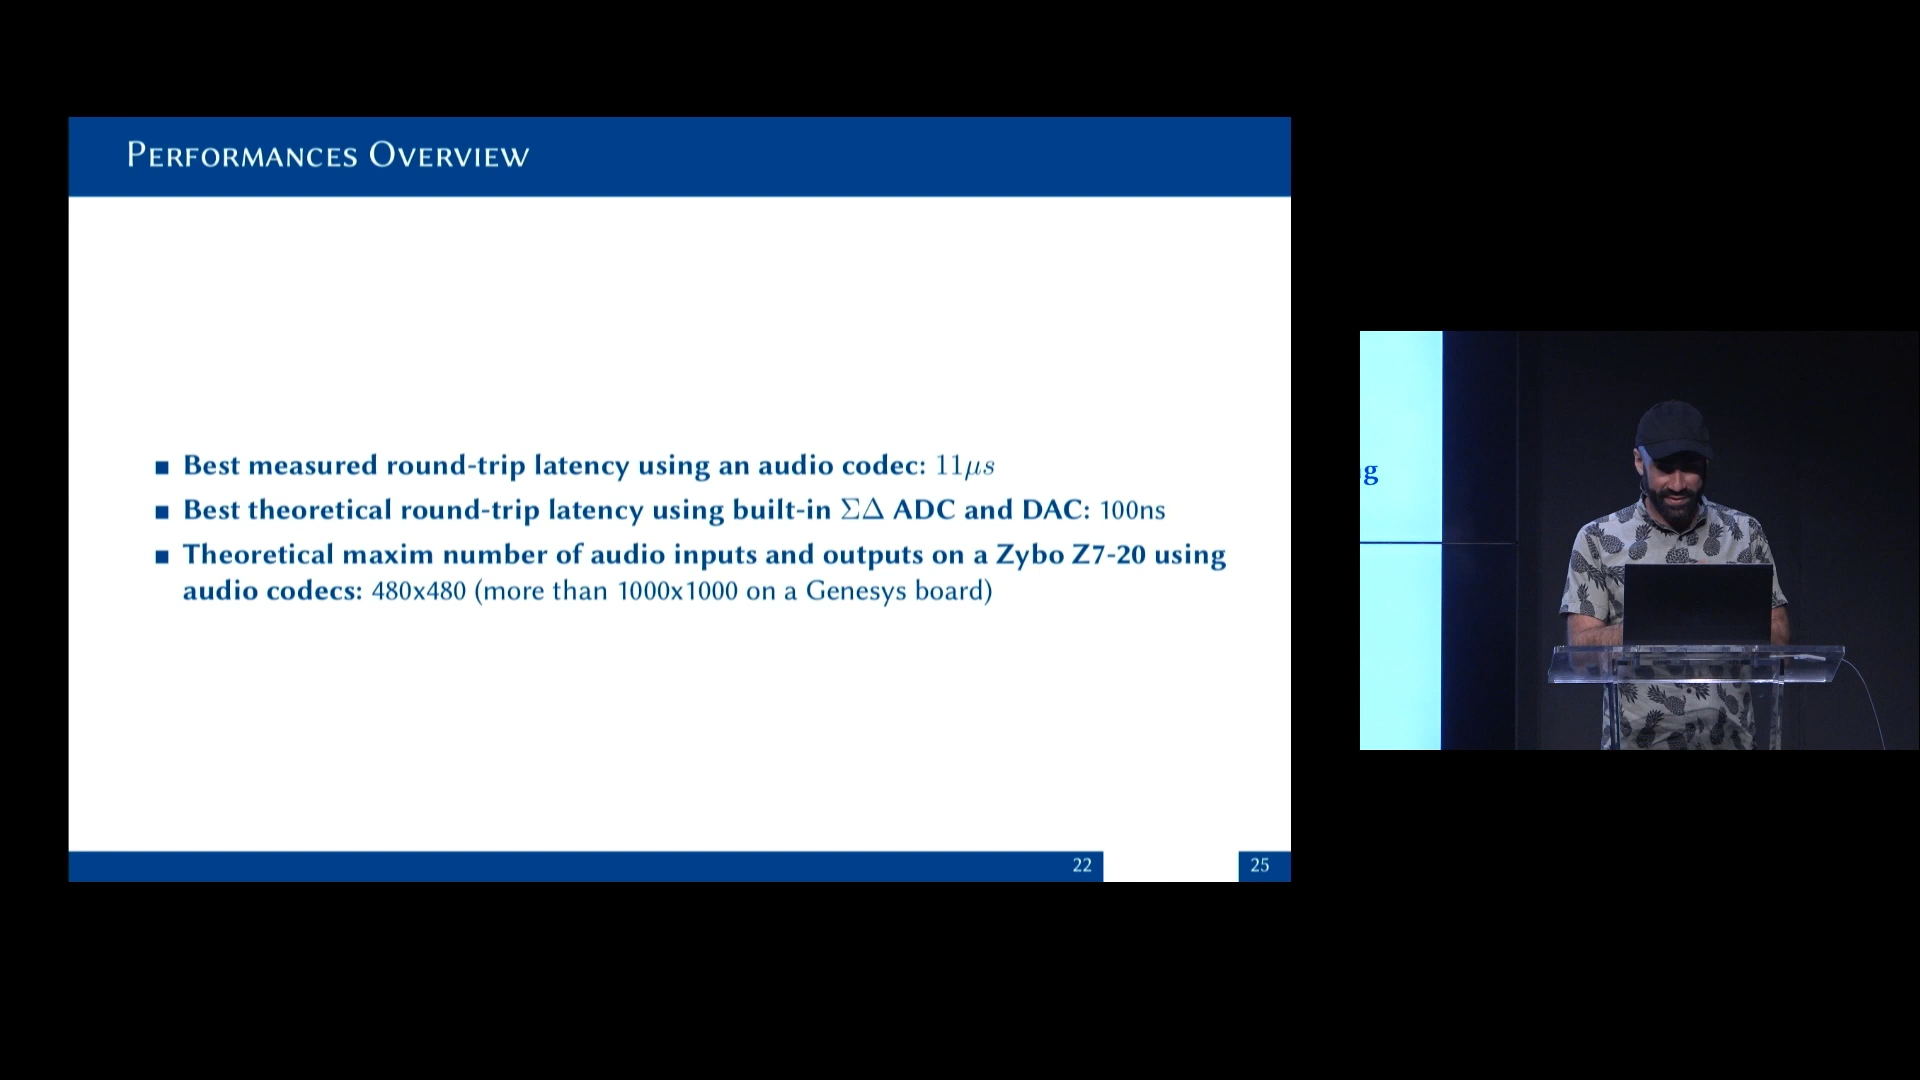 Performances Overview
▪ Best measured round-trip latency using an audio codec: 11μs
▪ Best theoretical round-trip latency using built-in ΣΔ ADC and DAC: 100ns
▪ Theoretical maxim number of audio inputs and outputs on a Zybo Z7-20 using
audio codecs: 480x480 (more than 1000x1000 on a Genesys board)
22
25
g